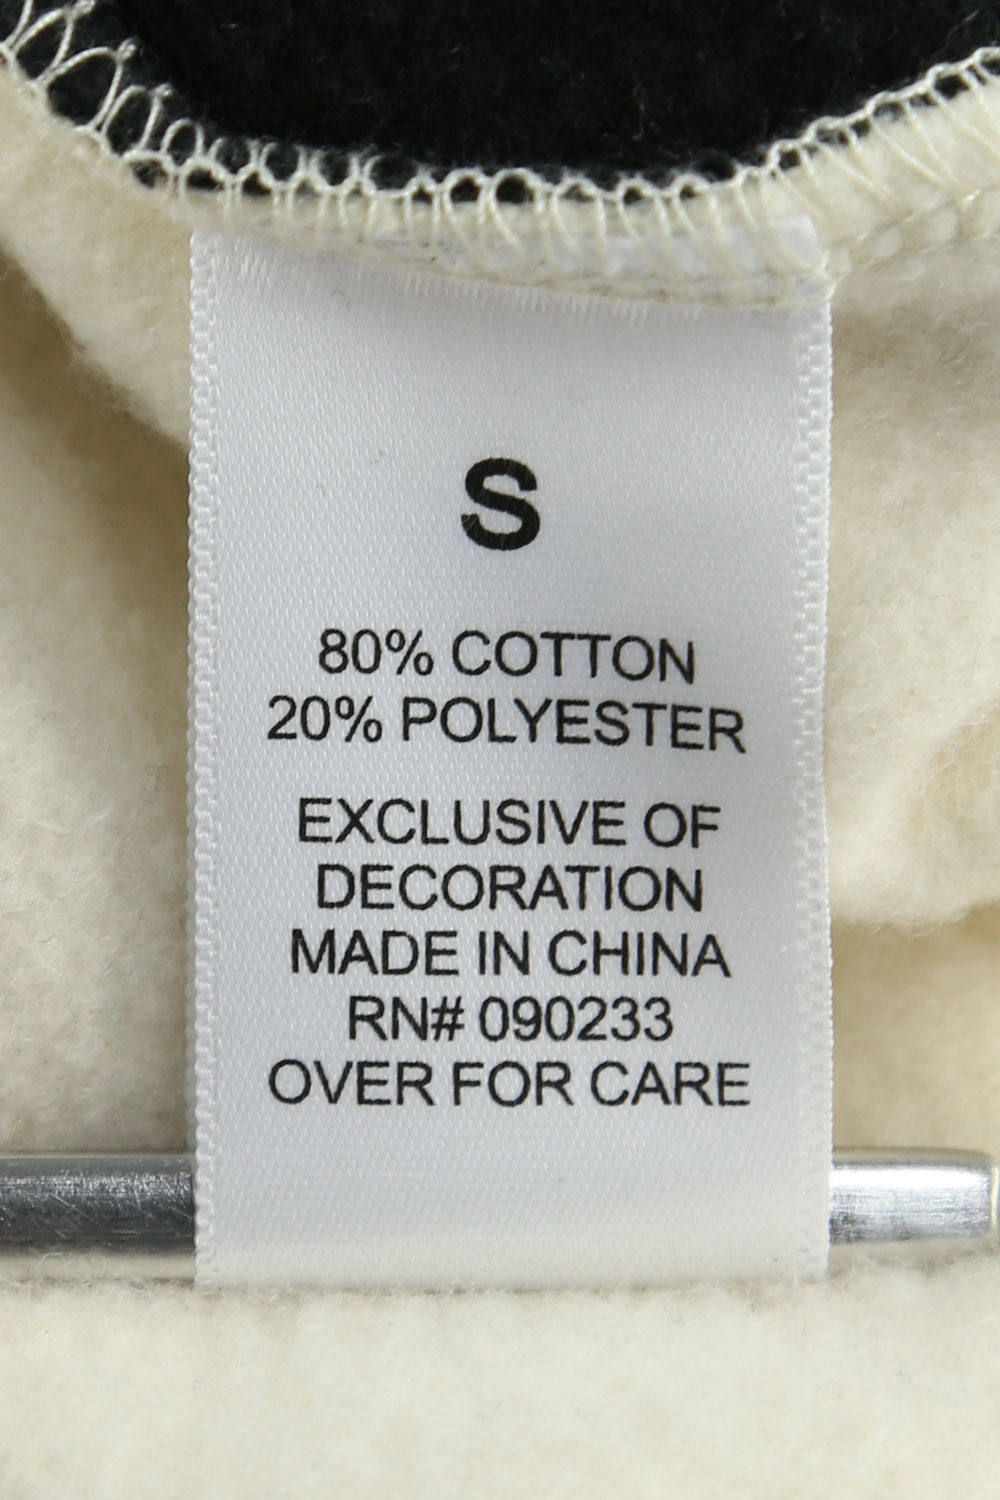 S
80% COTTON
20% POLYESTER
EXCLUSIVE OF
DECORATION
MADE IN CHINA
RN# 090233
OVER FOR CARE